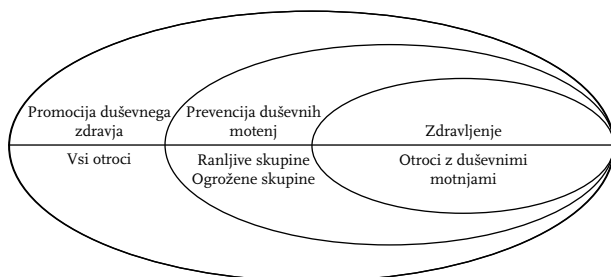 Promocija duševnega
zdravja
Vsi otroci
Prevencija duševnih
motenj
Ranljive skupine
Ogrožene skupine
Zdravljenje
Otroci z duševnimi
motnjami